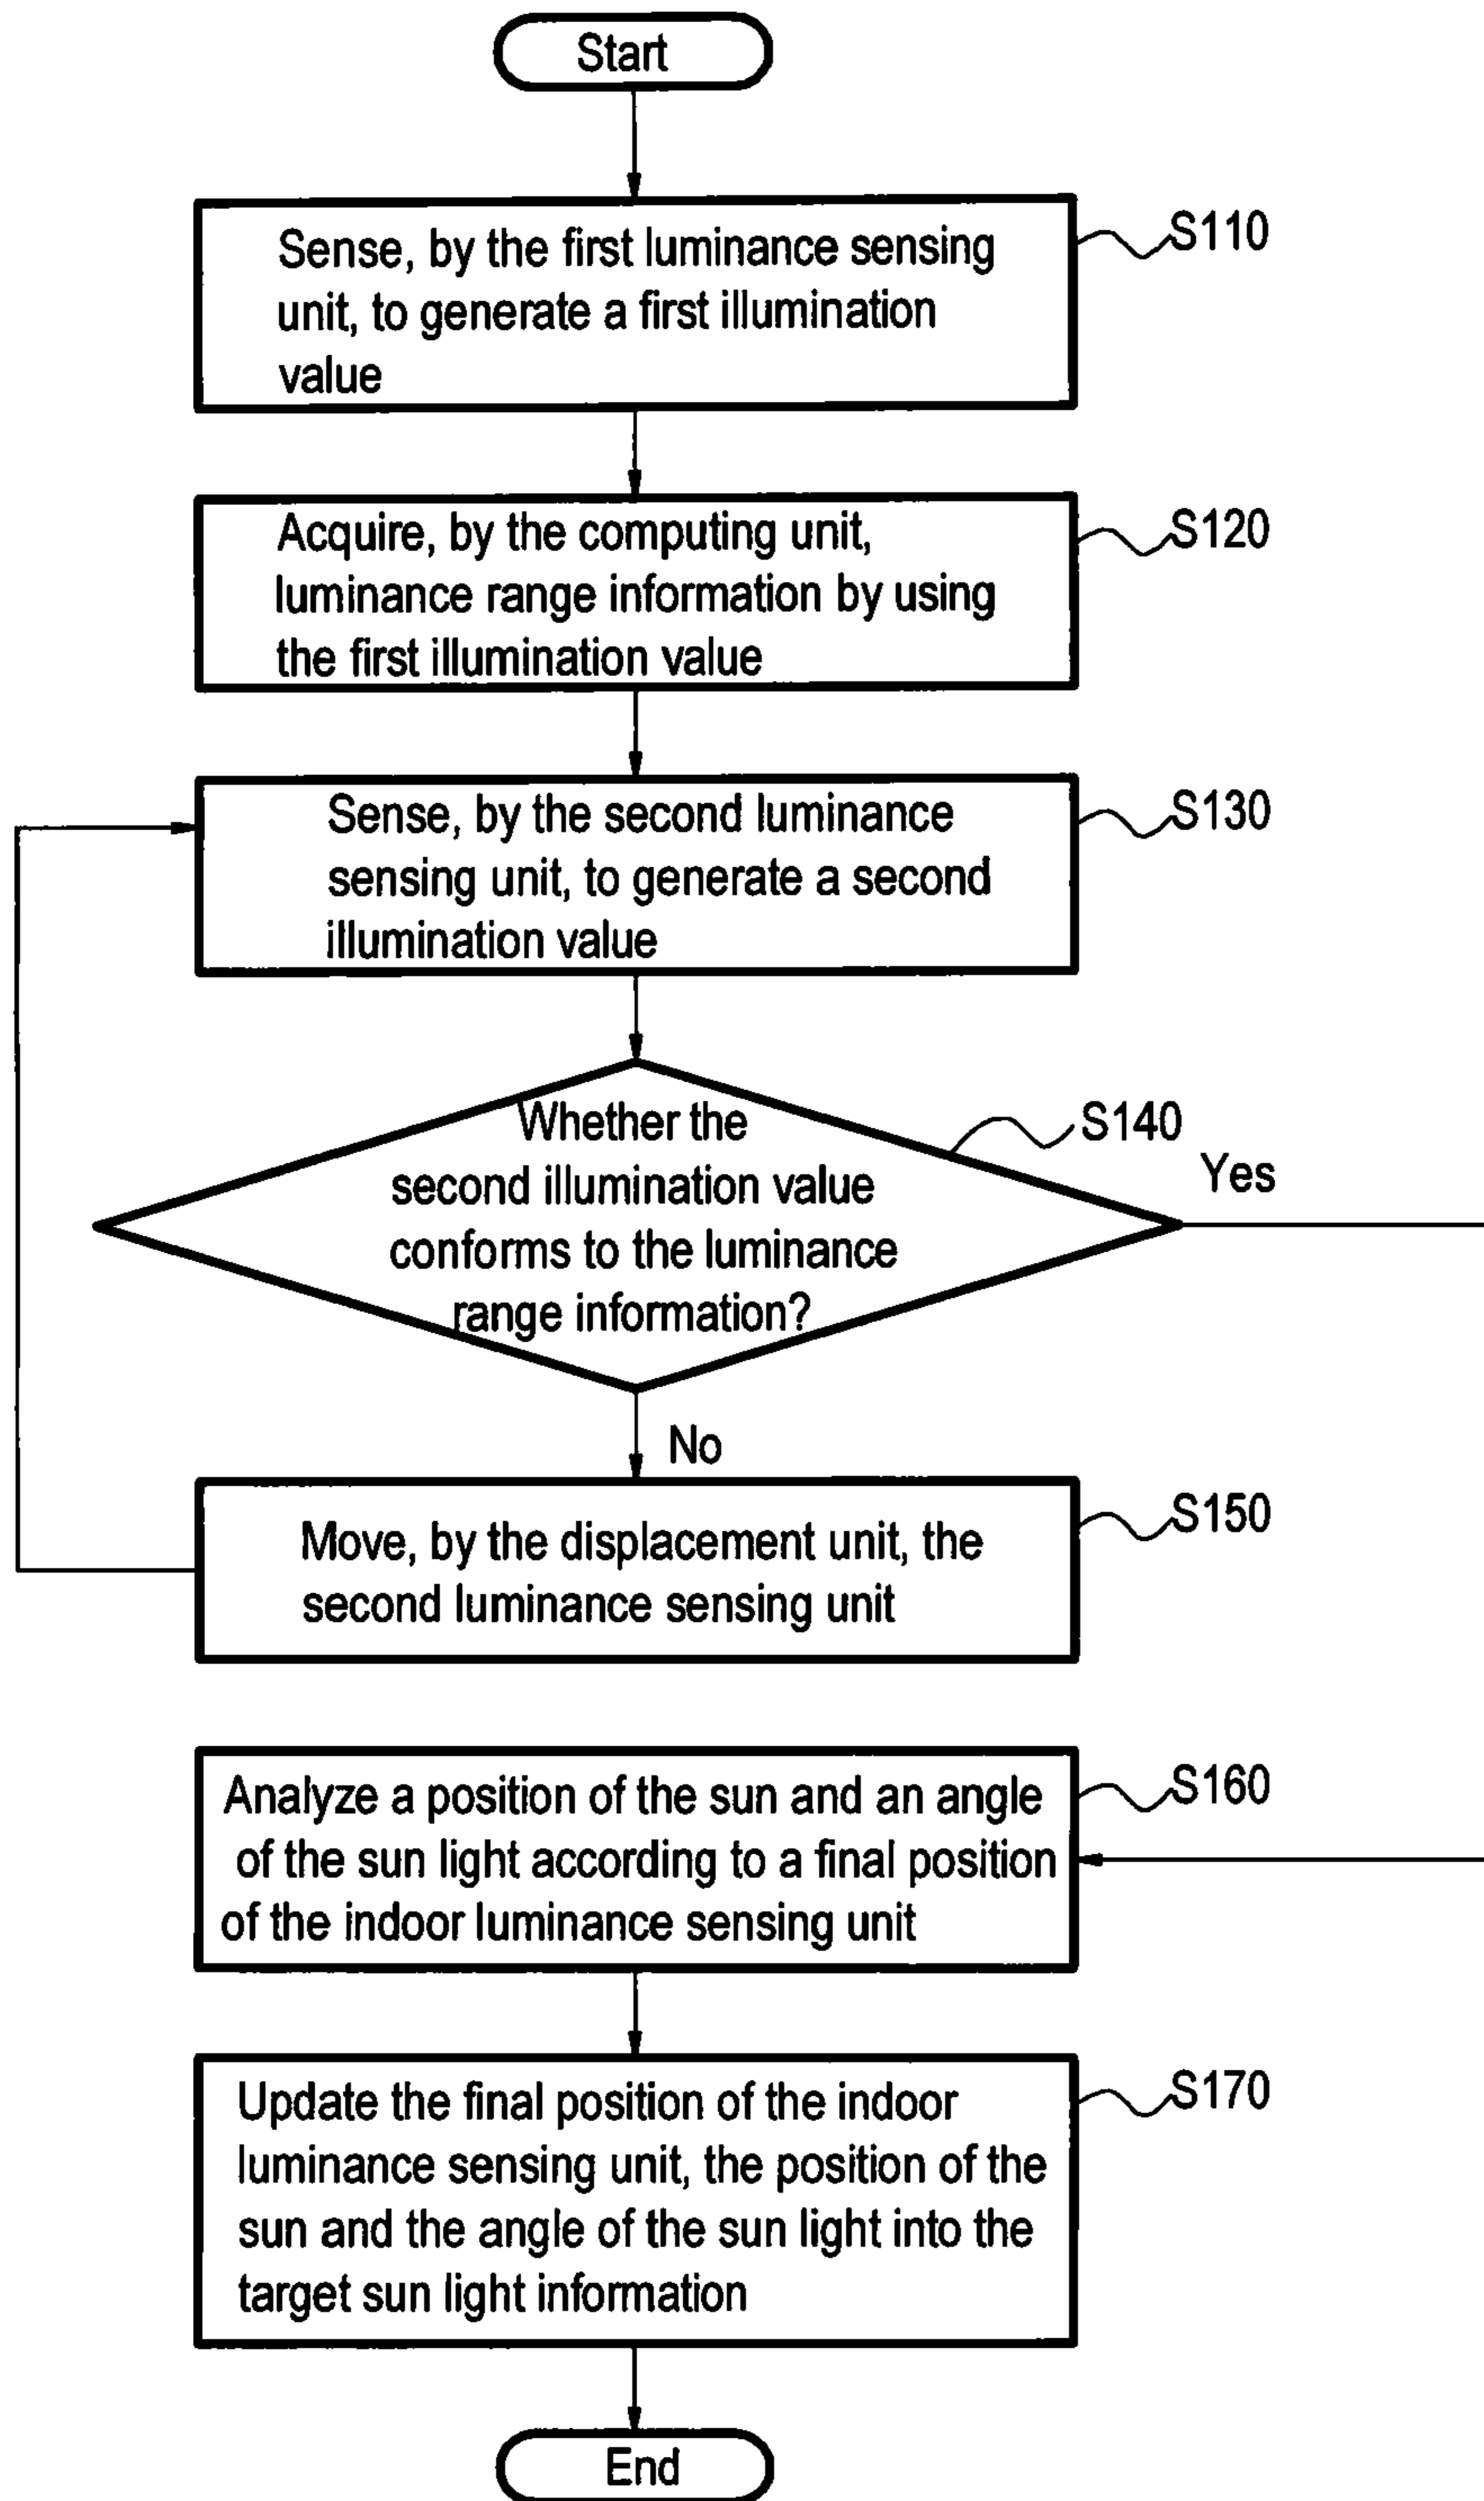 Start
Sense, by the first luminance sensing
unit, to generate a first illumination
value
S110
Acquire, by the computing unit,
luminance range information by using
the first illumination value
S120
Sense, by the second luminance
sensing unit, to generate a second
illumination value
S130
Whether the
second illumination value
conforms to the luminance
range information?
S140
Yes
No
Move, by the displacement unit, the
second luminance sensing unit
S150
Analyze a position of the sun and an angle
of the sun light according to a final position
of the indoor luminance sensing unit
S160
Update the final position of the indoor
luminance sensing unit, the position of the
sun and the angle of the sun light into the
target sun light information
S170
End